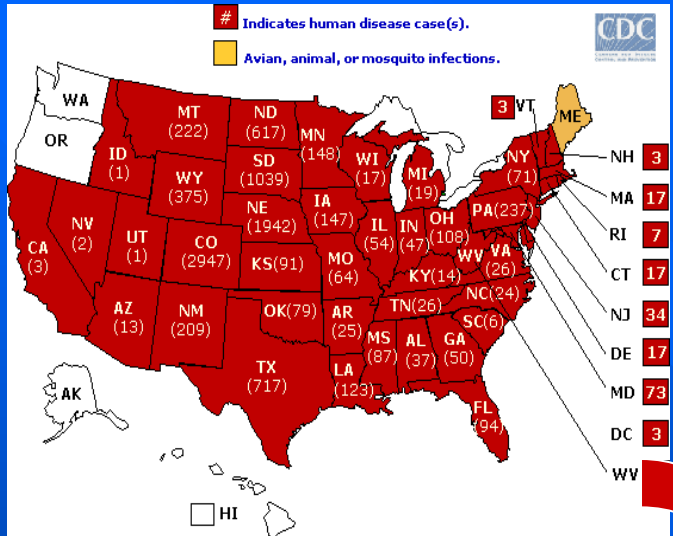 # Indicates human disease case(s).
Avian, animal, or mosquito infections.
CDC
WA
OR
MT
(222)
ID
(1)
WY
(375)
ND
(617)
SD
(1039)
NE
(1942)
MN
(148)
WI
(17)
MI
(19)
IA
(147)
NV
(2)
UT
(1)
CA
(3)
CO
(2947)
KS(91)
MO
(64)
IL
(54)
IN
(47)
OH
(108)
KY(14)
WV
VA
(26)
PA(237)
NY
(71)
3 VT
ME
NH 3
MA 17
RI 7
CT 17
NJ 34
DE 17
MD 73
DC 3
WV
AZ
(13)
NM
(209)
OK(79)
AR
(25)
TN(26)
NC(24)
SC(6)
TX
(717)
LA
(123)
MS
(87)
AL
(37)
GA
(50)
FL
(94)
AK
HI